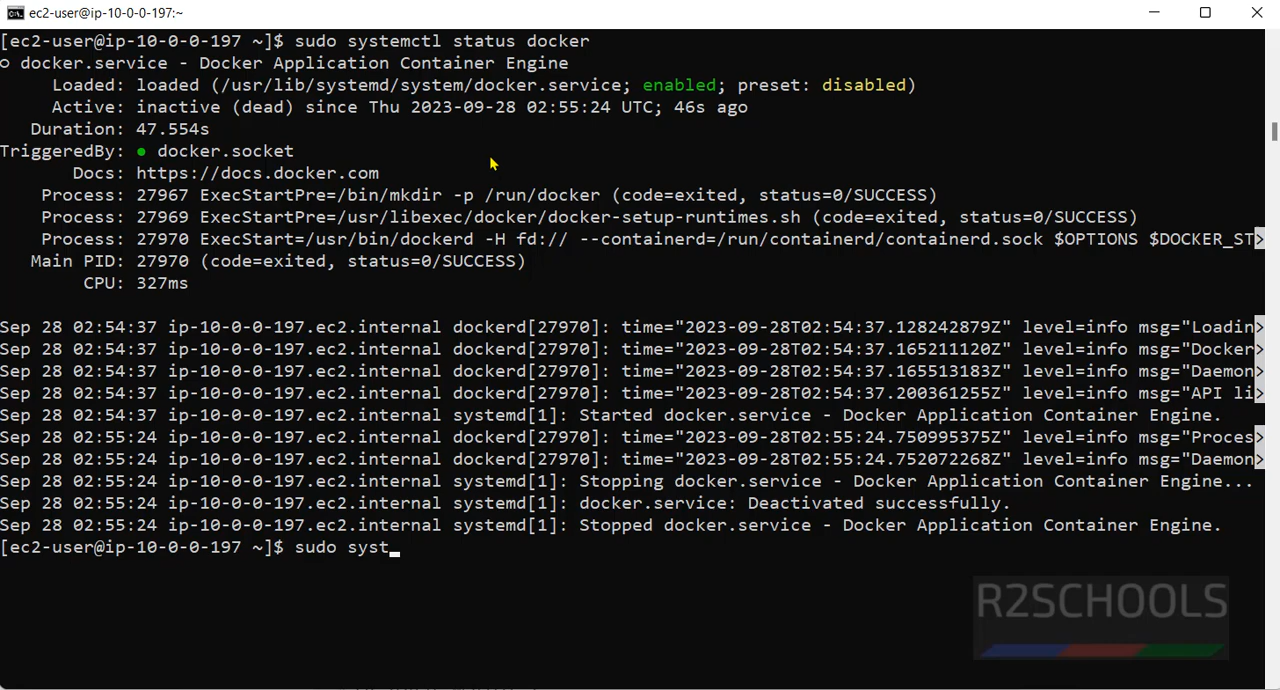 ec2-user@ip-10-0-0-197:~
[ec2-user@ip-10-0-0-197 ~]$ sudo systemctl status docker
○ docker.service - Docker Application Container Engine
Loaded: loaded (/usr/lib/systemd/system/docker.service; enabled; preset: disabled)
Active: inactive (dead) since Thu 2023-09-28 02:55:24 UTC; 46s ago
Duration: 47.554s
TriggeredBy: ● docker.socket
Docs: https://docs.docker.com
Process: 27967 ExecStartPre=/bin/mkdir -p /run/docker (code=exited, status=0/SUCCESS)
Process: 27969 ExecStartPre=/usr/libexec/docker/docker-setup-runtimes.sh (code=exited, status=0/SUCCESS)
Process: 27970 ExecStart=/usr/bin/dockerd -H fd:// --containerd=/run/containerd/containerd.sock $OPTIONS $DOCKER_ST>
Main PID: 27970 (code=exited, status=0/SUCCESS)
CPU: 327ms
Sep 28 02:54:37 ip-10-0-0-197.ec2.internal dockerd[27970]: time="2023-09-28T02:54:37.128242879Z" level=info msg="Loadin>
Sep 28 02:54:37 ip-10-0-0-197.ec2.internal dockerd[27970]: time="2023-09-28T02:54:37.165211120Z" level=info msg="Docker>
Sep 28 02:54:37 ip-10-0-0-197.ec2.internal dockerd[27970]: time="2023-09-28T02:54:37.165513183Z" level=info msg="Daemon>
Sep 28 02:54:37 ip-10-0-0-197.ec2.internal dockerd[27970]: time="2023-09-28T02:54:37.200361255Z" level=info msg="API li>
Sep 28 02:54:37 ip-10-0-0-197.ec2.internal systemd[1]: Started docker.service - Docker Application Container Engine.
Sep 28 02:55:24 ip-10-0-0-197.ec2.internal dockerd[27970]: time="2023-09-28T02:55:24.750995375Z" level=info msg="Proces>
Sep 28 02:55:24 ip-10-0-0-197.ec2.internal dockerd[27970]: time="2023-09-28T02:55:24.752072268Z" level=info msg="Daemon>
Sep 28 02:55:24 ip-10-0-0-197.ec2.internal systemd[1]: Stopping docker.service - Docker Application Container Engine...
Sep 28 02:55:24 ip-10-0-0-197.ec2.internal systemd[1]: docker.service: Deactivated successfully.
Sep 28 02:55:24 ip-10-0-0-197.ec2.internal systemd[1]: Stopped docker.service - Docker Application Container Engine.
[ec2-user@ip-10-0-0-197 ~]$ sudo syst
R2SCHOOLS